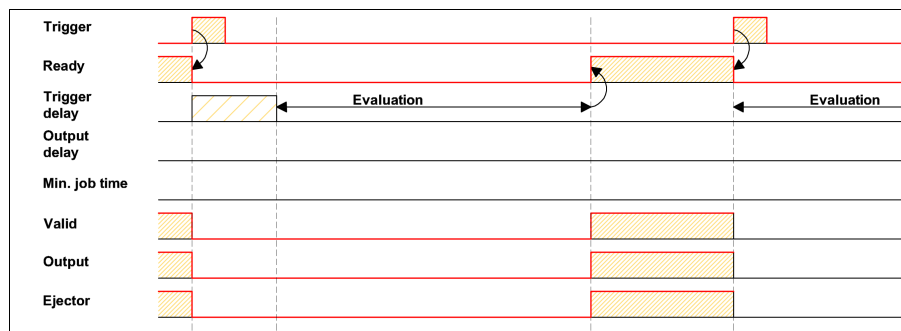 Trigger
Ready
Trigger
delay
Evaluation
Evaluation
Output
delay
Min. job time
Valid
Output
Ejector